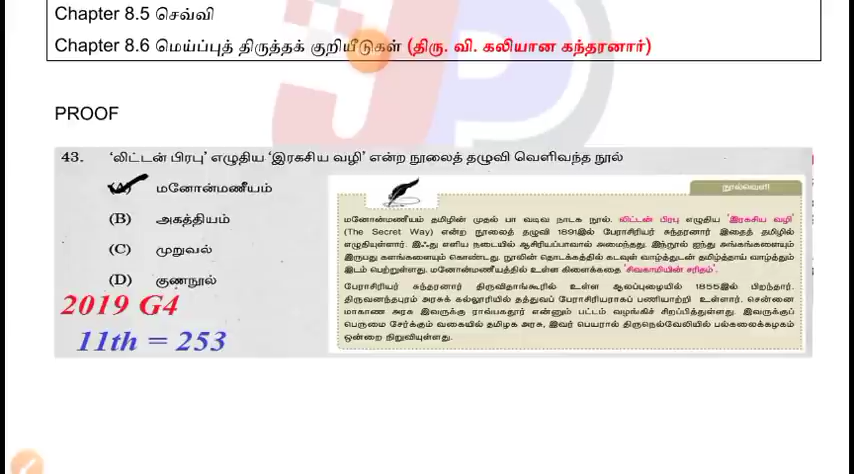 Chapter 8.5 செவ்வி
Chapter 8.6 மெய்ப்புத் திருத்தக் குறியீடுகள் (திரு. வி. கலியான கந்தரனார்)
PROOF
43. ‘லிட்டன் பிரபு’ எழுதிய ‘இரகசிய வழி’ என்ற நூலைத் தழுவி வெளிவந்த நூல்
(A) மனோன்மணீயம்
(B) அகத்தியம்
(C) முறுவல்
(D) குணநூல்
2019 G4
11th = 253
நூல்வெளி
மனோன்மணீயம் தமிழின் முதல் பா வடிவ நாடக நூல். லிட்டன் பிரபு எழுதிய ‘இரகசிய வழி’
(The Secret Way) என்ற நூலைத் தழுவி 1891இல் பேராசிரியர் சுந்தரனார் இதைத் தமிழில்
எழுதியுள்ளார். இஃது எளிய நடையில் ஆசிரியப்பாவால் அமைந்தது. இந்நூல் ஐந்து அங்கங்களையும்
இருபது களங்களையும் கொண்டது. நூலின் தொடக்கத்தில் கடவுள் வாழ்த்துடன் தமிழ்த்தாய் வாழ்த்தும்
இடம் பெற்றுள்ளது. மனோன்மணீயத்தில் உள்ள கிளைக்கதை ‘சிவகாமியின் சரிதம்’.
பேராசிரியர் சுந்தரனார் திருவிதாங்கூரில் உள்ள ஆலப்புழையில் 1855இல் பிறந்தார்.
திருவனந்தபுரம் அரசுக் கல்லூரியில் தத்துவப் பேராசிரியராகப் பணியாற்றி உள்ளார். சென்னை
மாகாண அரசு இவருக்கு ராவ்பகதூர் என்னும் பட்டம் வழங்கிச் சிறப்பித்துள்ளது. இவருக்குப்
பெருமை சேர்க்கும் வகையில் தமிழக அரசு, இவர் பெயரால் திருநெல்வேலியில் பல்கலைக்கழகம்
ஒன்றை நிறுவியுள்ளது.